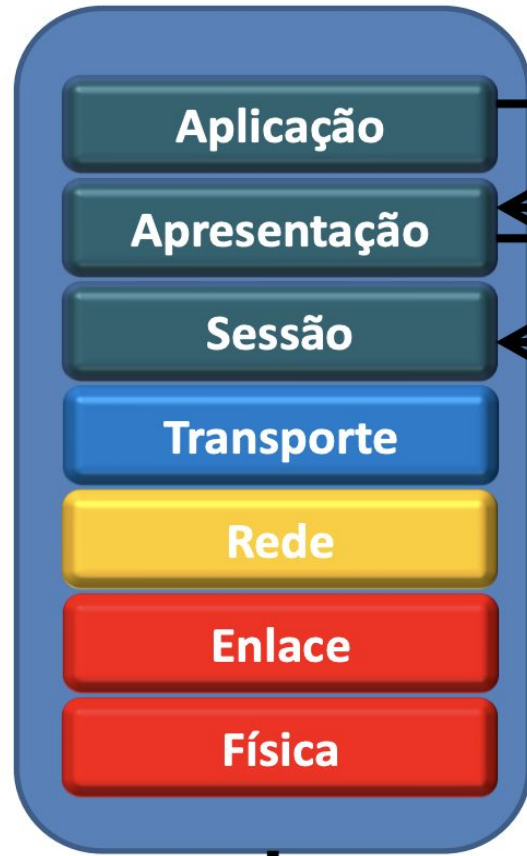 Aplicação
Apresentação
Sessão
Transporte
Rede
Enlace
Física